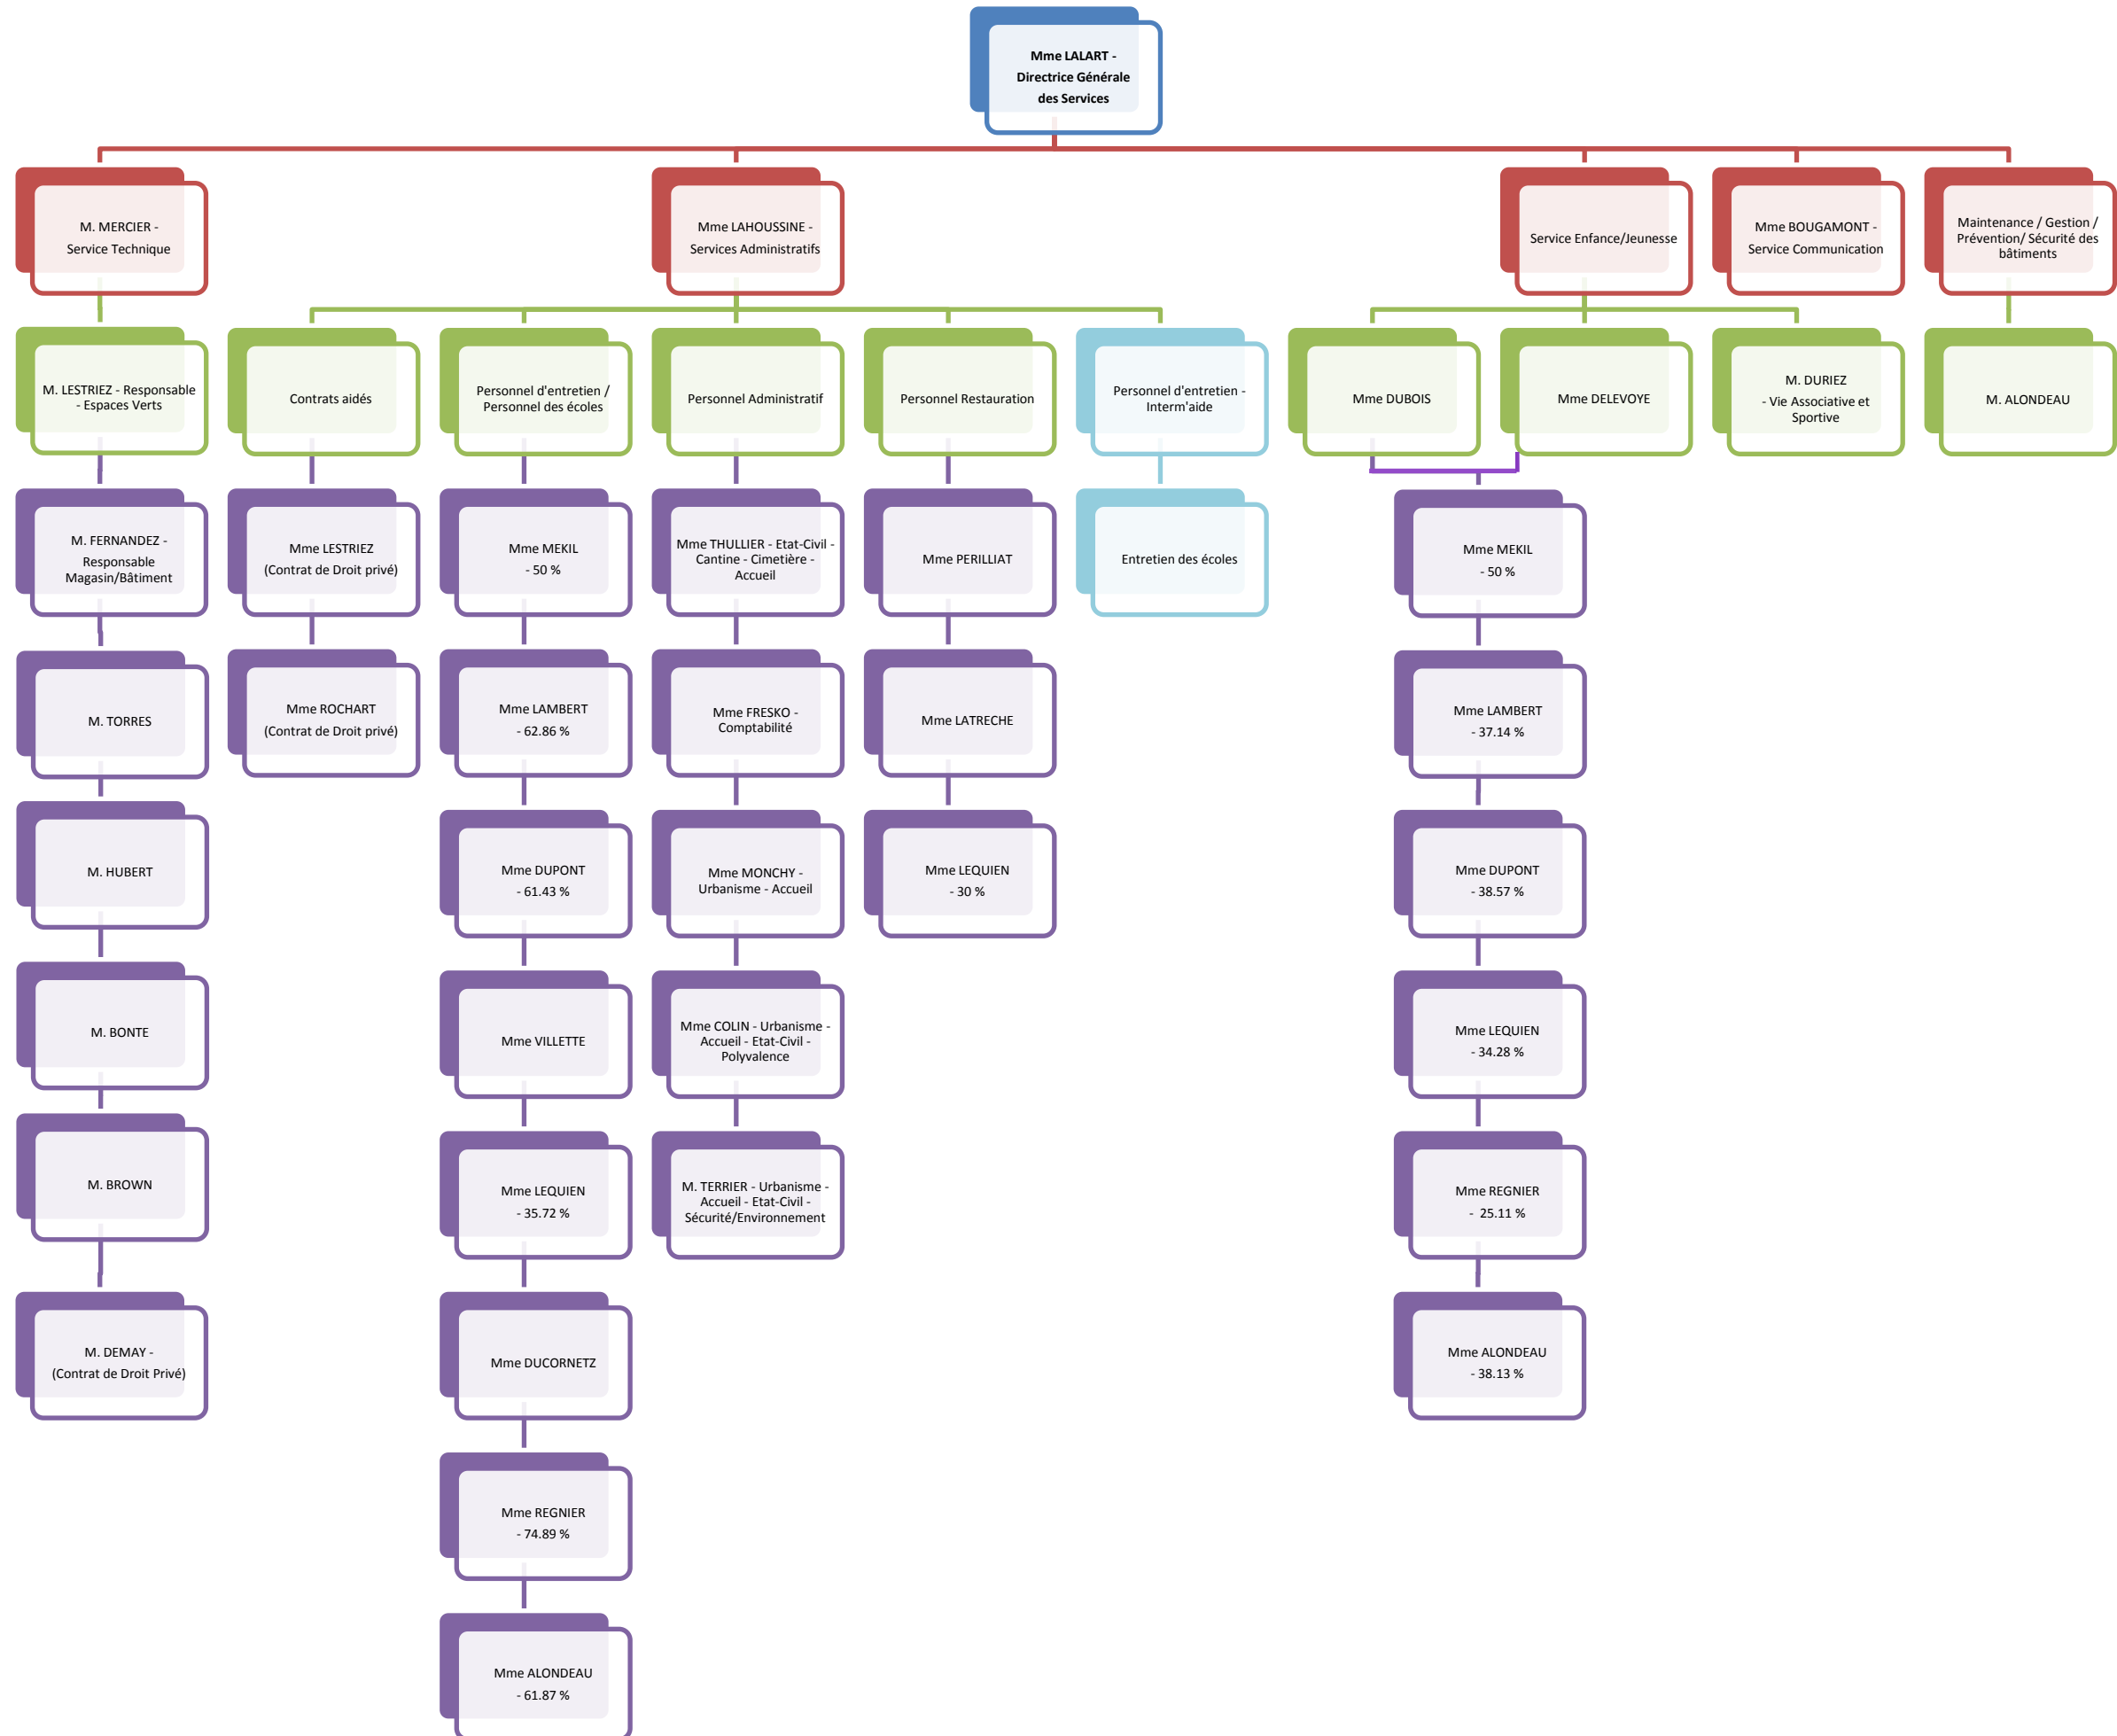 Mme LALART -
Directrice Générale
des Services
M. MERCIER -
Service Technique
Mme LAHOUSSINE -
Services Administratifs
Service Enfance/Jeunesse
Mme BOUGAMONT -
Service Communication
Maintenance / Gestion /
Prévention/ Sécurité des
bâtiments
M. LESTRIEZ - Responsable
- Espaces Verts
Contrats aidés
Personnel d'entretien /
Personnel des écoles
Personnel Administratif
Personnel Restauration
Personnel d'entretien -
Interm'aide
Mme DUBOIS
Mme DELEVOYE
M. DURIEZ
- Vie Associative et
Sportive
M. ALONDEAU
M. FERNANDEZ -
Responsable
Magasin/Bâtiment
Mme LESTRIEZ
(Contrat de Droit privé)
Mme MEKIL
- 50 %
Mme THULLIER - Etat-Civil -
Cantine - Cimetière -
Accueil
Mme PERILLIAT
Entretien des écoles
Mme MEKIL
- 50 %
M. TORRES
Mme ROCHART
(Contrat de Droit privé)
Mme LAMBERT
- 62.86 %
Mme FRESKO -
Comptabilité
Mme LATRECHE
Mme LAMBERT
- 37.14 %
M. HUBERT
Mme DUPONT
- 61.43 %
Mme MONCHY -
Urbanisme - Accueil
Mme LEQUIEN
- 30 %
Mme DUPONT
- 38.57 %
M. BONTE
Mme VILLETTE
Mme COLIN - Urbanisme -
Accueil - Etat-Civil -
Polyvalence
Mme LEQUIEN
- 34.28 %
M. BROWN
Mme LEQUIEN
- 35.72 %
M. TERRIER - Urbanisme -
Accueil - Etat-Civil -
Sécurité/Environnement
Mme REGNIER
- 25.11 %
M. DEMAY -
(Contrat de Droit Privé)
Mme DUCORNETZ
Mme ALONDEAU
- 38.13 %
Mme REGNIER
- 74.89 %
Mme ALONDEAU
- 61.87 %